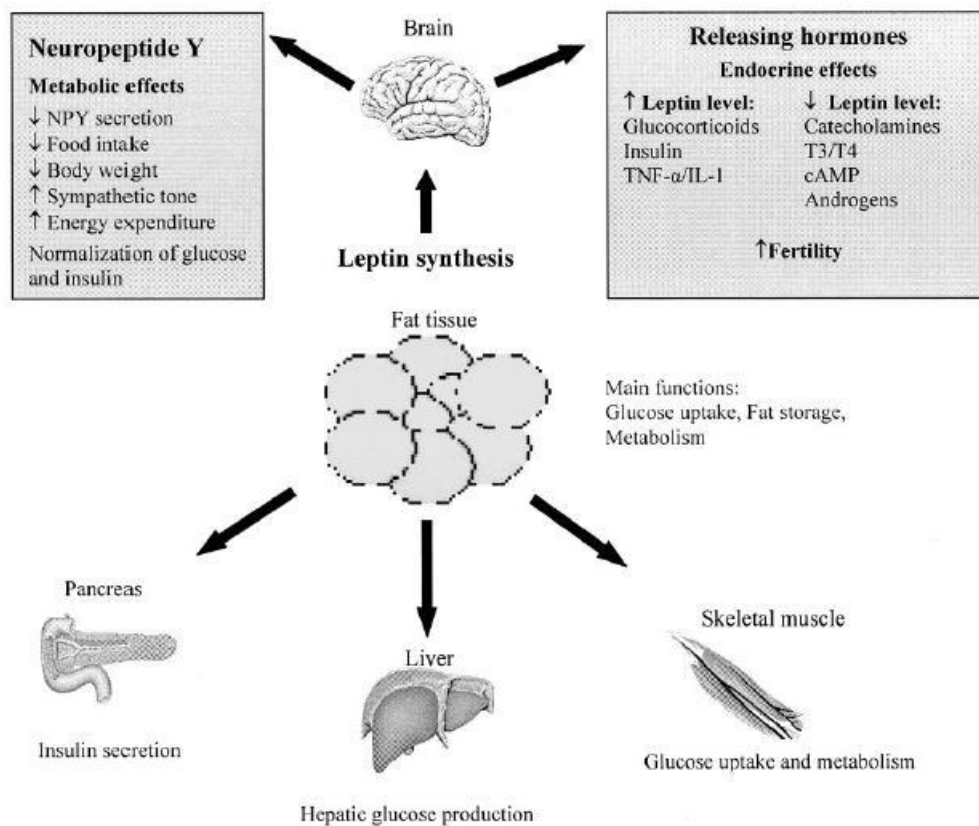 Brain
Neuropeptide Y
Metabolic effects
↓ NPY secretion
↓ Food intake
↓ Body weight
↑ Sympathetic tone
↑ Energy expenditure
Normalization of glucose
and insulin
Releasing hormones
Endocrine effects
↑ Leptin level:
Glucocorticoids
Insulin
TNF-α/IL-1
↓ Leptin level:
Catecholamines
T3/T4
cAMP
Androgens
↑Fertility
Leptin synthesis
Fat tissue
Main functions:
Glucose uptake, Fat storage,
Metabolism
Pancreas
Insulin secretion
Liver
Hepatic glucose production
Skeletal muscle
Glucose uptake and metabolism